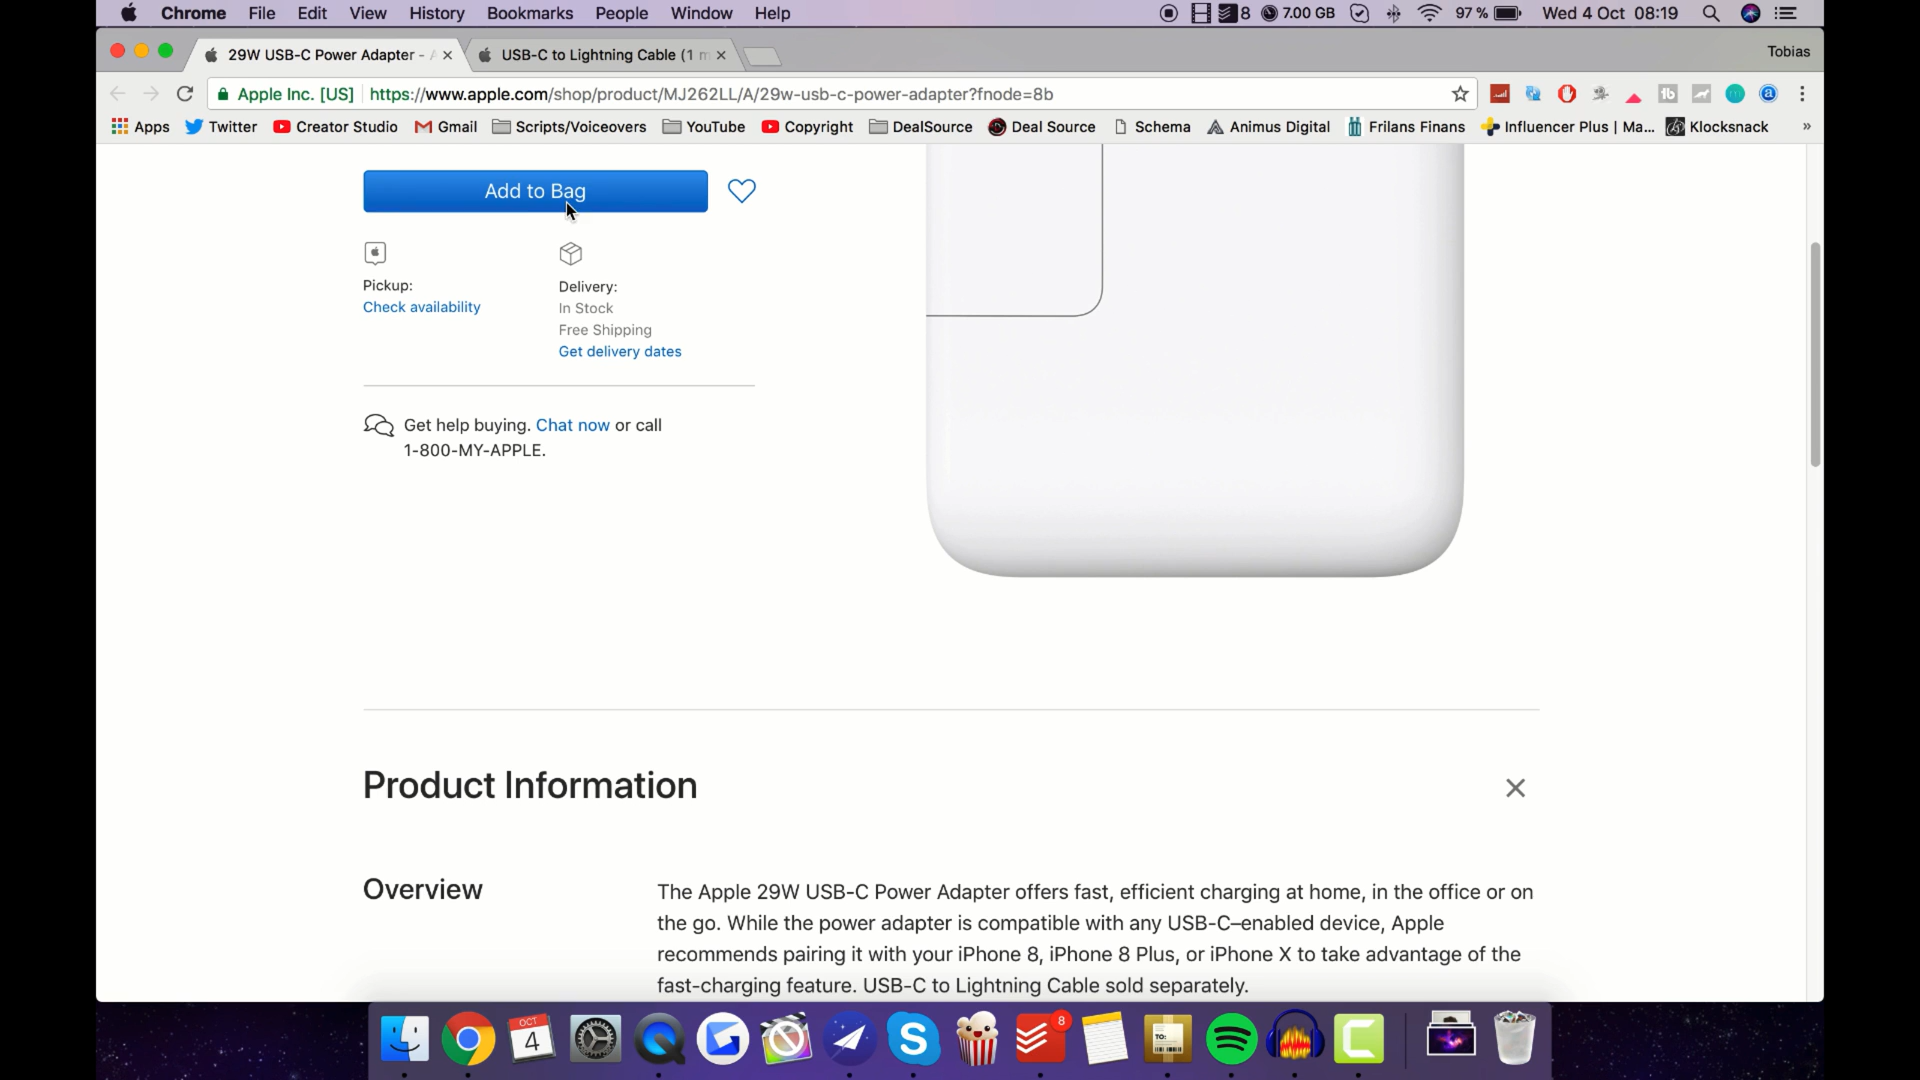 Chrome File Edit View History Bookmarks People Window Help 8 7.00 GB 97 % Wed 4 Oct 08:19
29W USB-C Power Adapter - A USB-C to Lightning Cable (1 m Tobias
Apple Inc. [US] https://www.apple.com/shop/product/MJ262LL/A/29w-usb-c-power-adapter?fnode=8b
Apps Twitter Creator Studio Gmail Scripts/Voiceovers YouTube Copyright DealSource Deal Source Schema Animus Digital Frilans Finans Influencer Plus | Ma... Klocksnack »
Add to Bag
Pickup:
Check availability
Delivery:
In Stock
Free Shipping
Get delivery dates
Get help buying. Chat now or call
1-800-MY-APPLE.
Product Information
Overview
The Apple 29W USB-C Power Adapter offers fast, efficient charging at home, in the office or on
the go. While the power adapter is compatible with any USB-C–enabled device, Apple
recommends pairing it with your iPhone 8, iPhone 8 Plus, or iPhone X to take advantage of the
fast-charging feature. USB-C to Lightning Cable sold separately.
OCT
4
8
TO: